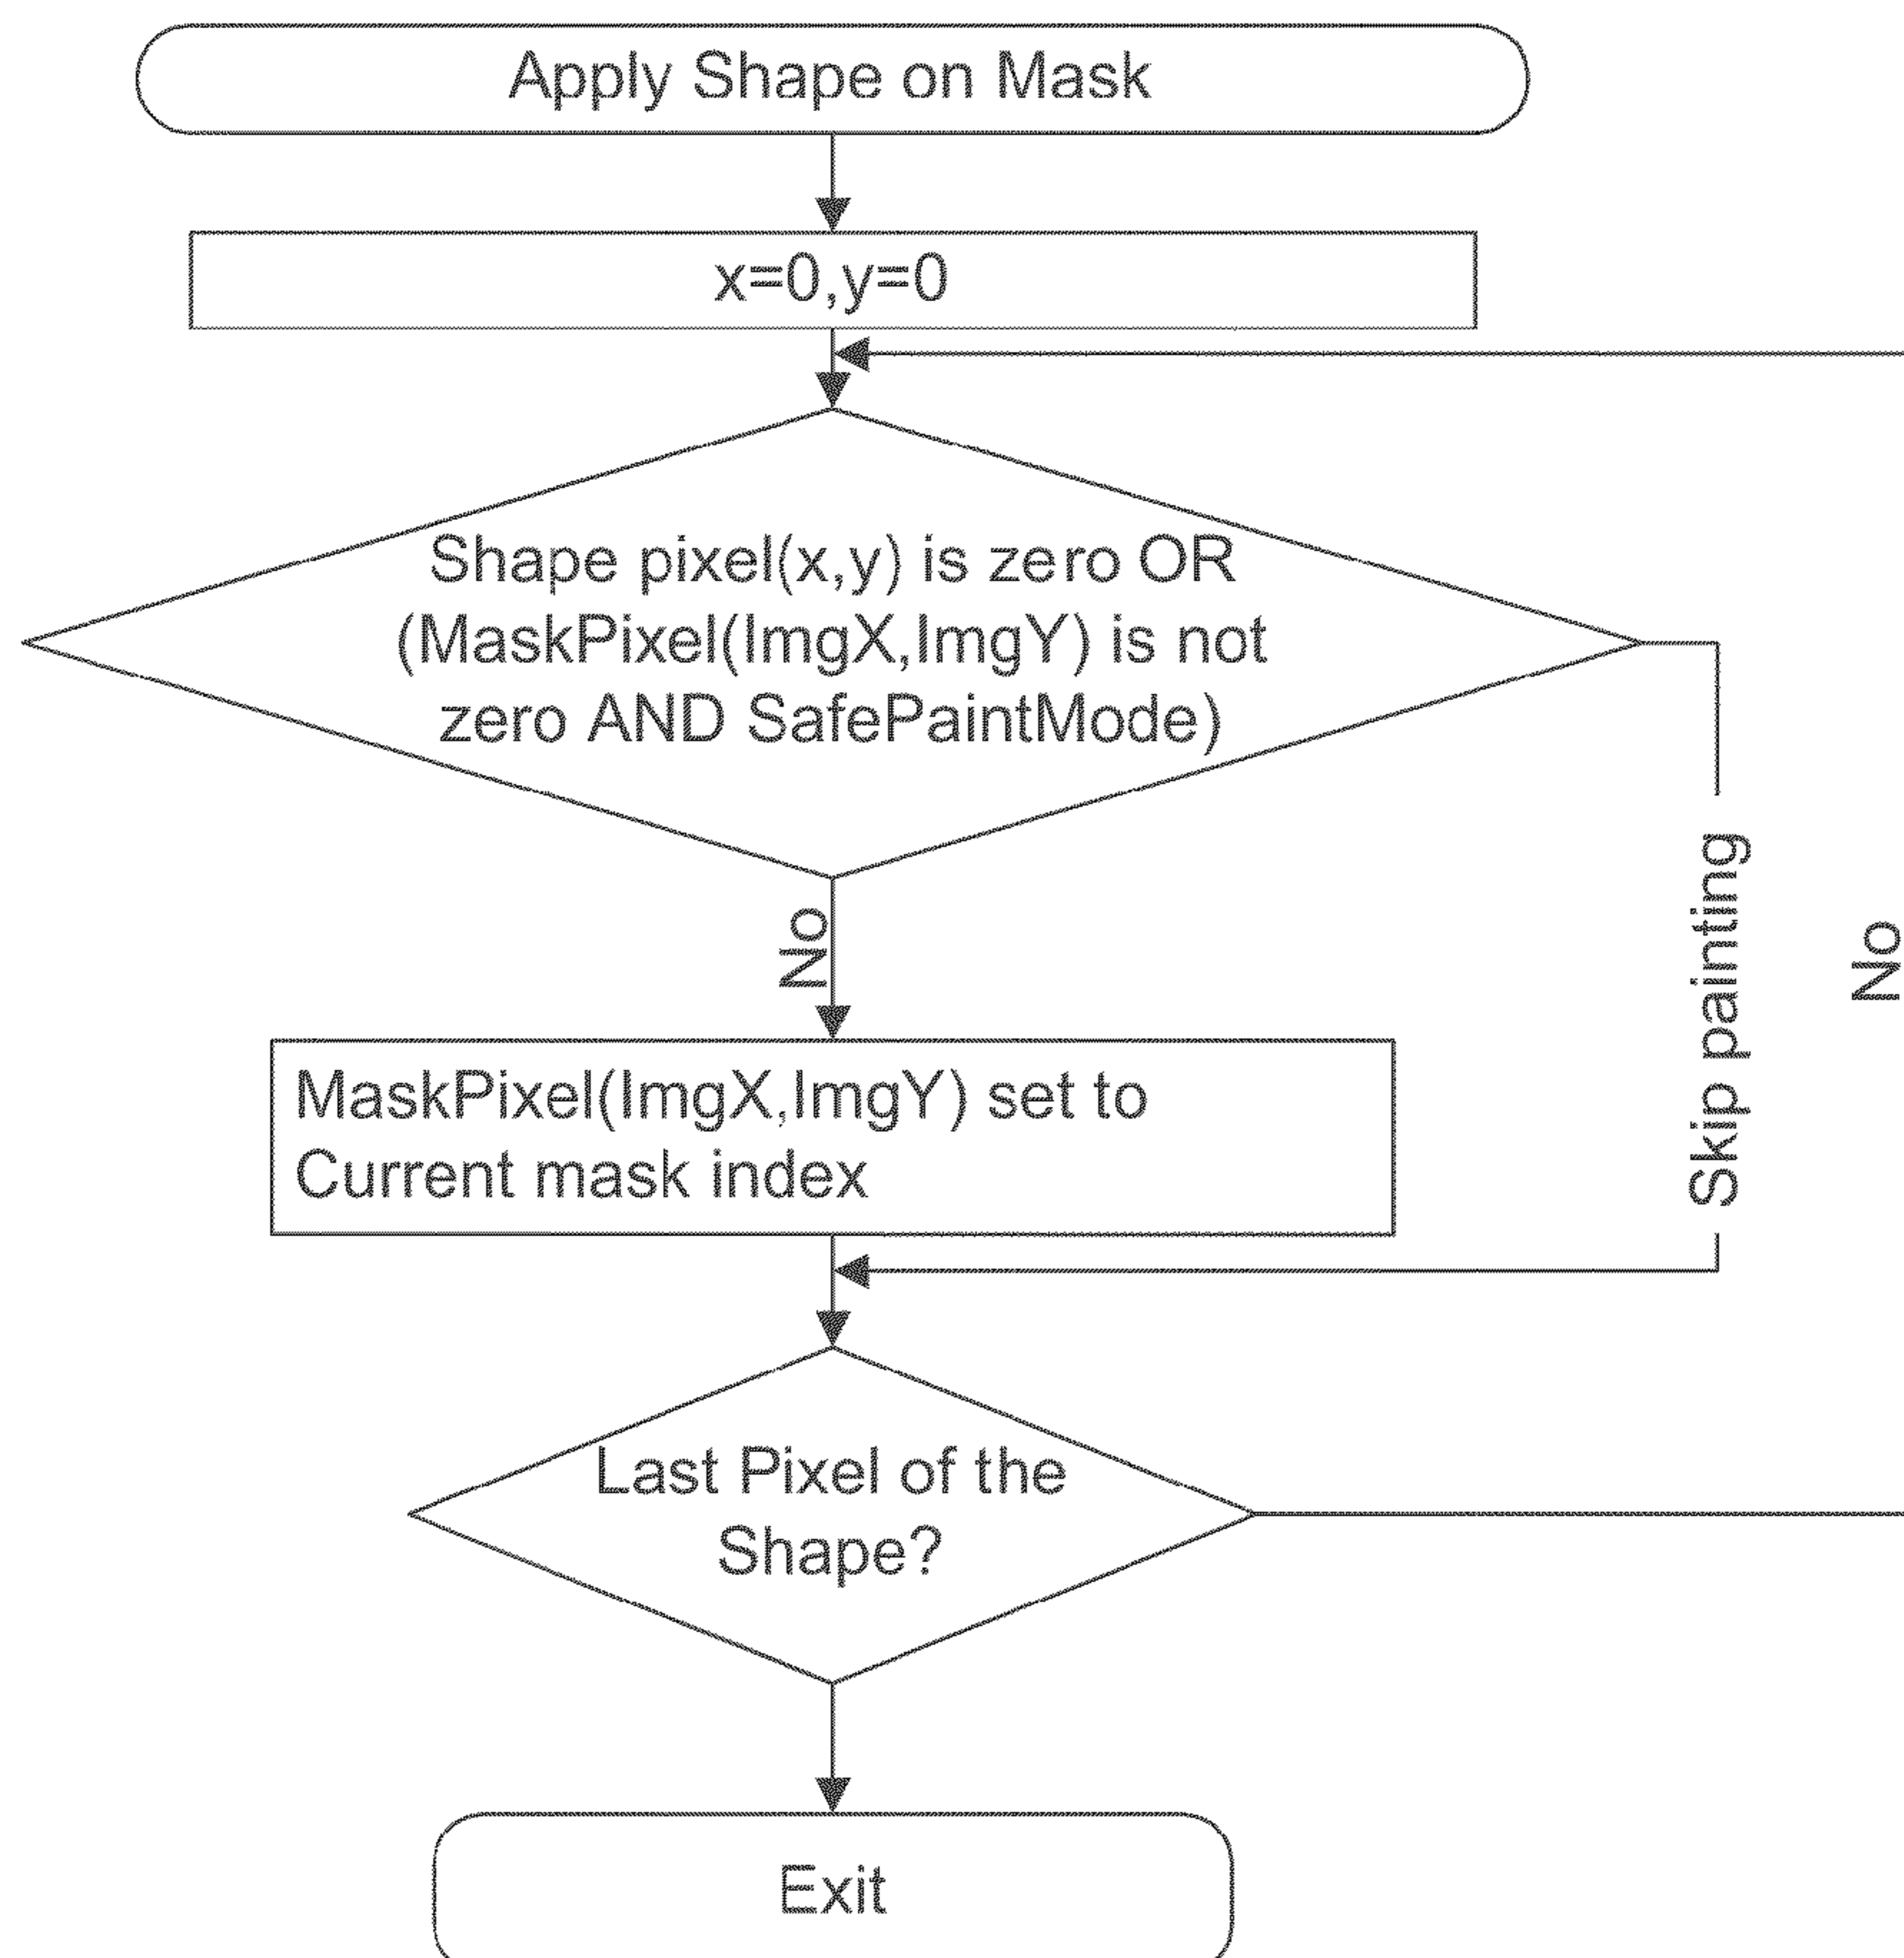 Apply Shape on Mask
x=0,y=0
Shape pixel(x,y) is zero OR
(MaskPixel(ImgX,ImgY) is not
zero AND SafePaintMode)
No
Skip painting
No
MaskPixel(ImgX,ImgY) set to
Current mask index
Last Pixel of the
Shape?
Exit